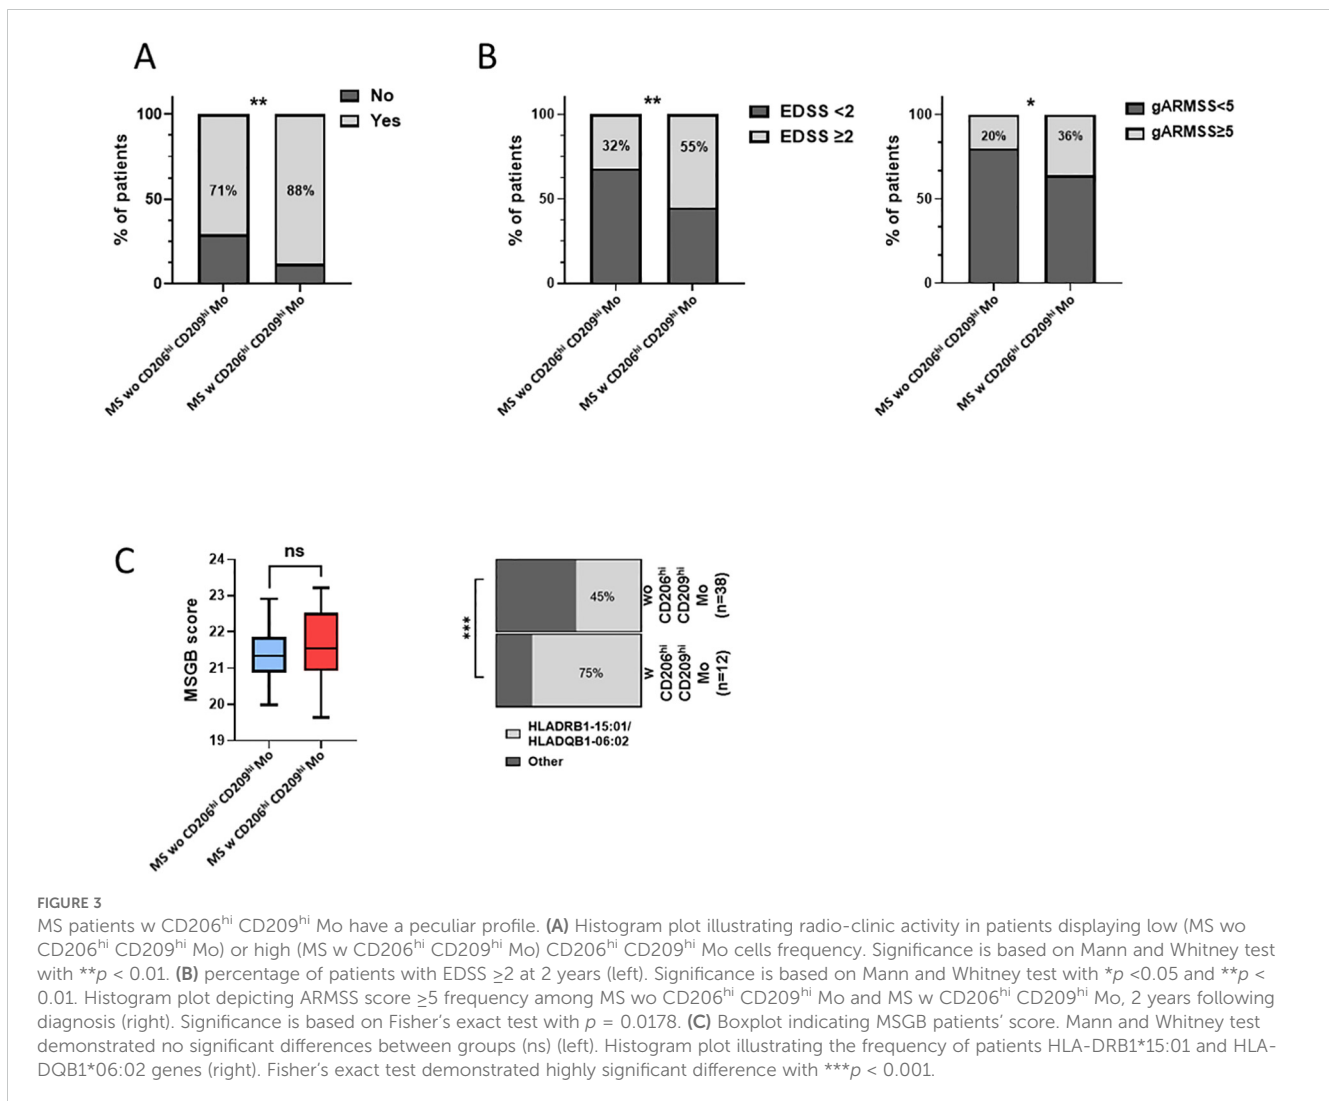 A
**
No
Yes
100
50
0
% of patients
71%
88%
MS wo CD206hi CD209hi Mo
MS w CD206hi CD209hi Mo
B
**
EDSS <2
EDSS ≥2
100
50
0
% of patients
32%
55%
MS wo CD206hi CD209hi Mo
MS w CD206hi CD209hi Mo
*
gARMSS<5
gARMSS≥5
100
50
0
% of patients
20%
36%
MS wo CD206hi CD209hi Mo
MS w CD206hi CD209hi Mo
C
ns
24
23
22
21
20
19
MSGB score
MS wo CD206hi CD209hi Mo
MS w CD206hi CD209hi Mo
***
45%
75%
wo
CD206hi
CD209hi
Mo
(n=38)
w
CD206hi
CD209hi
Mo
(n=12)
HLADRB1-15:01/
HLADQB1-06:02
Other
FIGURE 3
MS patients w CD206hi CD209hi Mo have a peculiar profile. (A) Histogram plot illustrating radio-clinic activity in patients displaying low (MS wo
CD206hi CD209hi Mo) or high (MS w CD206hi CD209hi Mo) CD206hi CD209hi Mo cells frequency. Significance is based on Mann and Whitney test
with **p < 0.01. (B) percentage of patients with EDSS ≥2 at 2 years (left). Significance is based on Mann and Whitney test with *p <0.05 and **p <
0.01. Histogram plot depicting ARMSS score ≥5 frequency among MS wo CD206hi CD209hi Mo and MS w CD206hi CD209hi Mo, 2 years following
diagnosis (right). Significance is based on Fisher's exact test with p = 0.0178. (C) Boxplot indicating MSGB patients' score. Mann and Whitney test
demonstrated no significant differences between groups (ns) (left). Histogram plot illustrating the frequency of patients HLA-DRB1*15:01 and HLA-
DQB1*06:02 genes (right). Fisher's exact test demonstrated highly significant difference with ***p < 0.001.